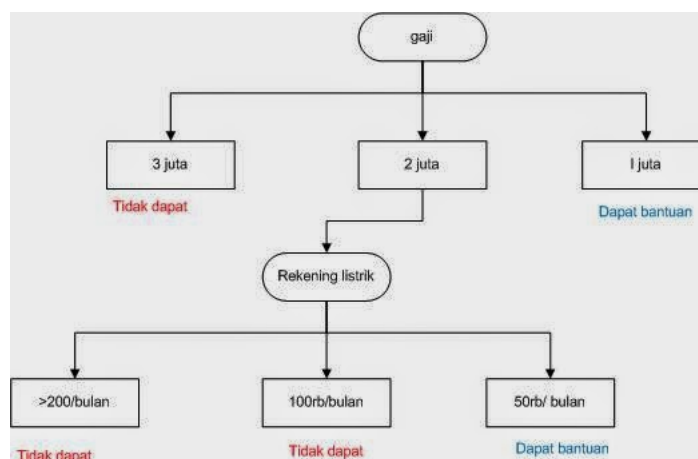 gaji
3 juta
2 juta
I juta
Tidak dapat
Dapat bantuan
Rekening listrik
>200/bulan
100rb/bulan
50rb/ bulan
Tidak dapat
Tidak dapat
Dapat bantuan